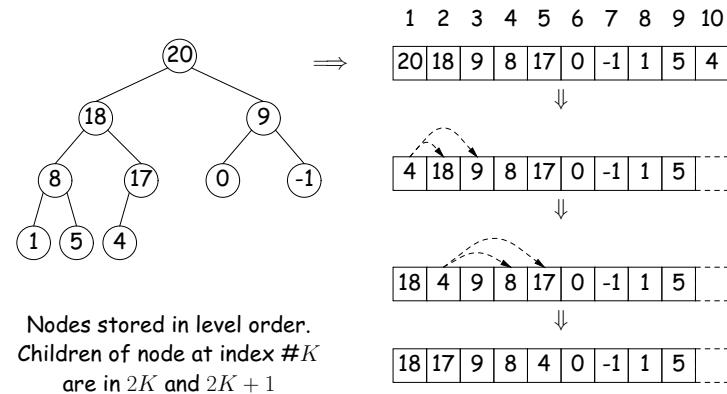 1 2 3 4 5 6 7 8 9 10
20 ⟹ 20 18 9 8 17 0 -1 1 5 4
⇓
18 9
4 18 9 8 17 0 -1 1 5
8 17 0 -1
⇓
1 5 4
18 4 9 8 17 0 -1 1 5
⇓
18 17 9 8 4 0 -1 1 5
Nodes stored in level order.
Children of node at index #K
are in 2K and 2K + 1